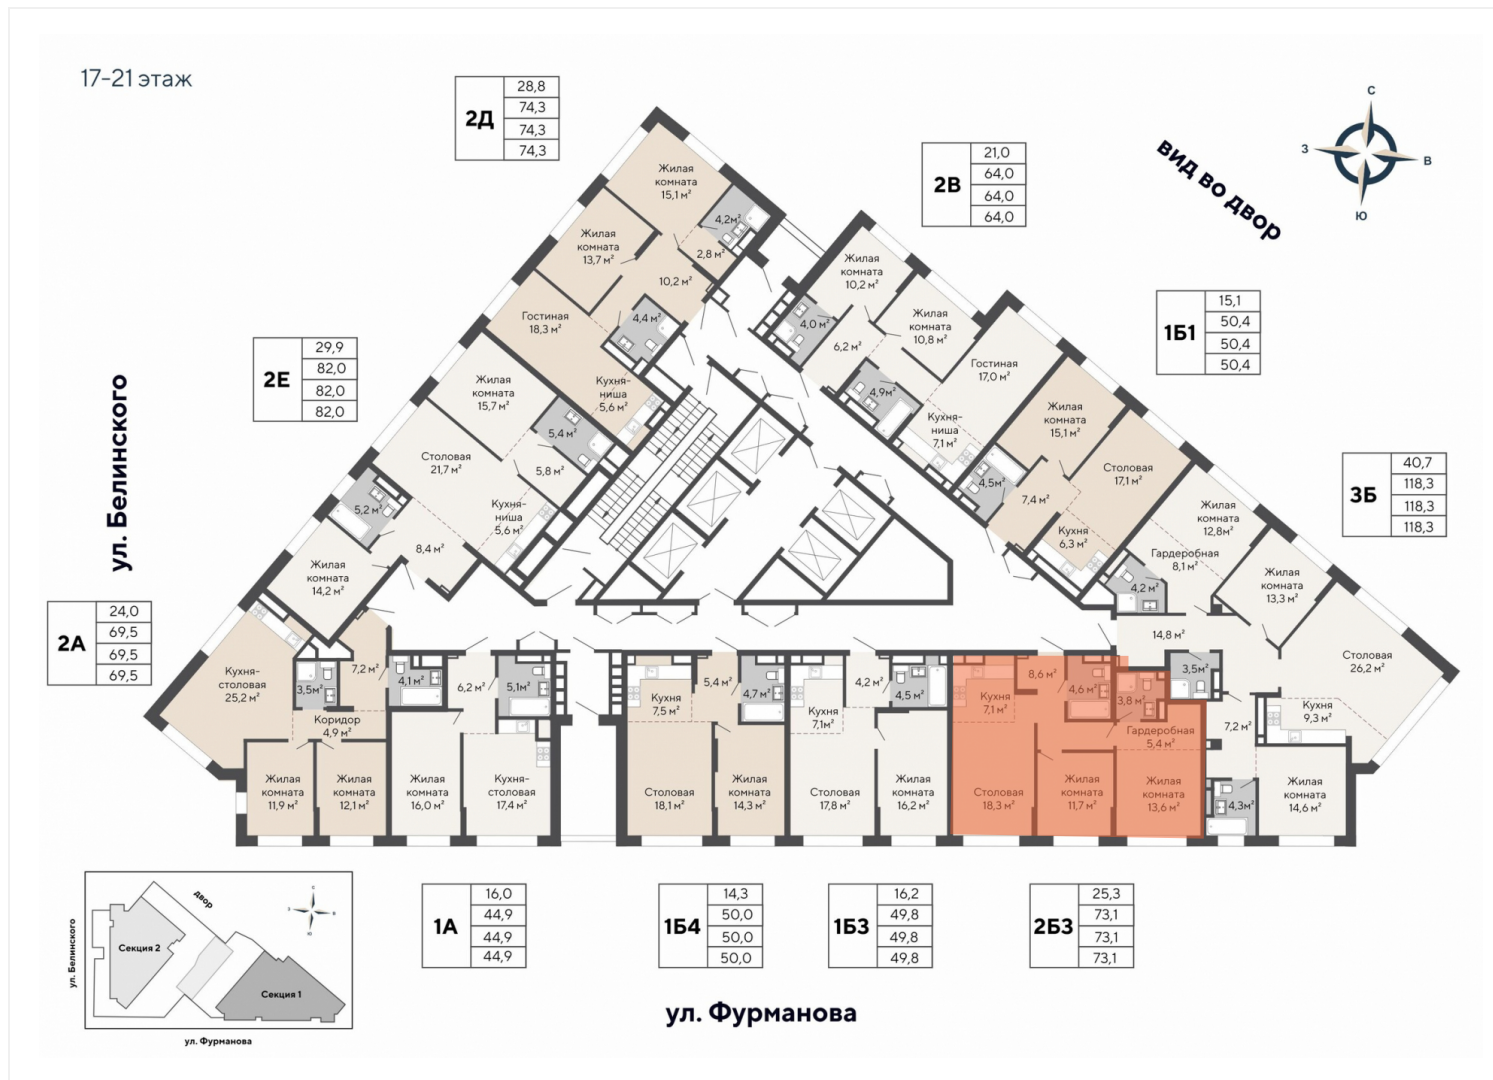 17-21 этаж
2Д
28,8
74,3
74,3
74,3
2В
21,0
64,0
64,0
64,0
С
З
В
Ю
вид во двор
1Б1
15,1
50,4
50,4
50,4
2Е
29,9
82,0
82,0
82,0
3Б
40,7
118,3
118,3
118,3
ул. Белинского
2А
24,0
69,5
69,5
69,5
Жилая
комната
15,1 м²
4,2м²
2,8 м²
Жилая
комната
13,7 м²
10,2 м²
Гостиная
18,3 м²
4,4 м²
Кухня-
ниша
5,6 м²
Жилая
комната
15,7 м²
5,4 м²
5,8 м²
Столовая
21,7 м²
Кухня-
ниша
5,6 м²
5,2 м²
8,4 м²
Жилая
комната
14,2 м²
Жилая
комната
10,2 м²
4,0 м²
Жилая
комната
10,8 м²
6,2 м²
Гостиная
17,0 м²
4,9м²
Кухня-
ниша
7,1 м²
Жилая
комната
15,1 м²
4,5м²
Столовая
17,1 м²
7,4 м²
Кухня
6,3 м²
Жилая
комната
12,8м²
Гардеробная
8,1 м²
4,2 м²
Жилая
комната
13,3 м²
14,8 м²
3,5м²
Столовая
26,2 м²
Кухня
9,3 м²
7,2 м²
4,3м²
Жилая
комната
14,6 м²
Кухня-
столовая
25,2 м²
3,5м²
7,2 м²
Коридор
4,9 м²
Жилая
комната
11,9 м²
Жилая
комната
12,1 м²
4,1 м²
6,2 м²
5,1м²
Жилая
комната
16,0 м²
Кухня-
столовая
17,4 м²
Кухня
7,5 м²
5,4 м²
4,7 м²
Столовая
18,1 м²
Жилая
комната
14,3 м²
Кухня
7,1м²
4,2 м²
4,5 м²
Столовая
17,8 м²
Жилая
комната
16,2 м²
Кухня
7,1 м²
8,6 м²
4,6 м²
3,8 м²
Гардеробная
5,4 м²
Столовая
18,3 м²
Жилая
комната
11,7 м²
Жилая
комната
13,6 м²
1А
16,0
44,9
44,9
44,9
1Б4
14,3
50,0
50,0
50,0
1Б3
16,2
49,8
49,8
49,8
2Б3
25,3
73,1
73,1
73,1
ул. Фурманова
ул. Белинского
двор
С
З
В
Ю
Секция 2
Секция 1
ул. Фурманова